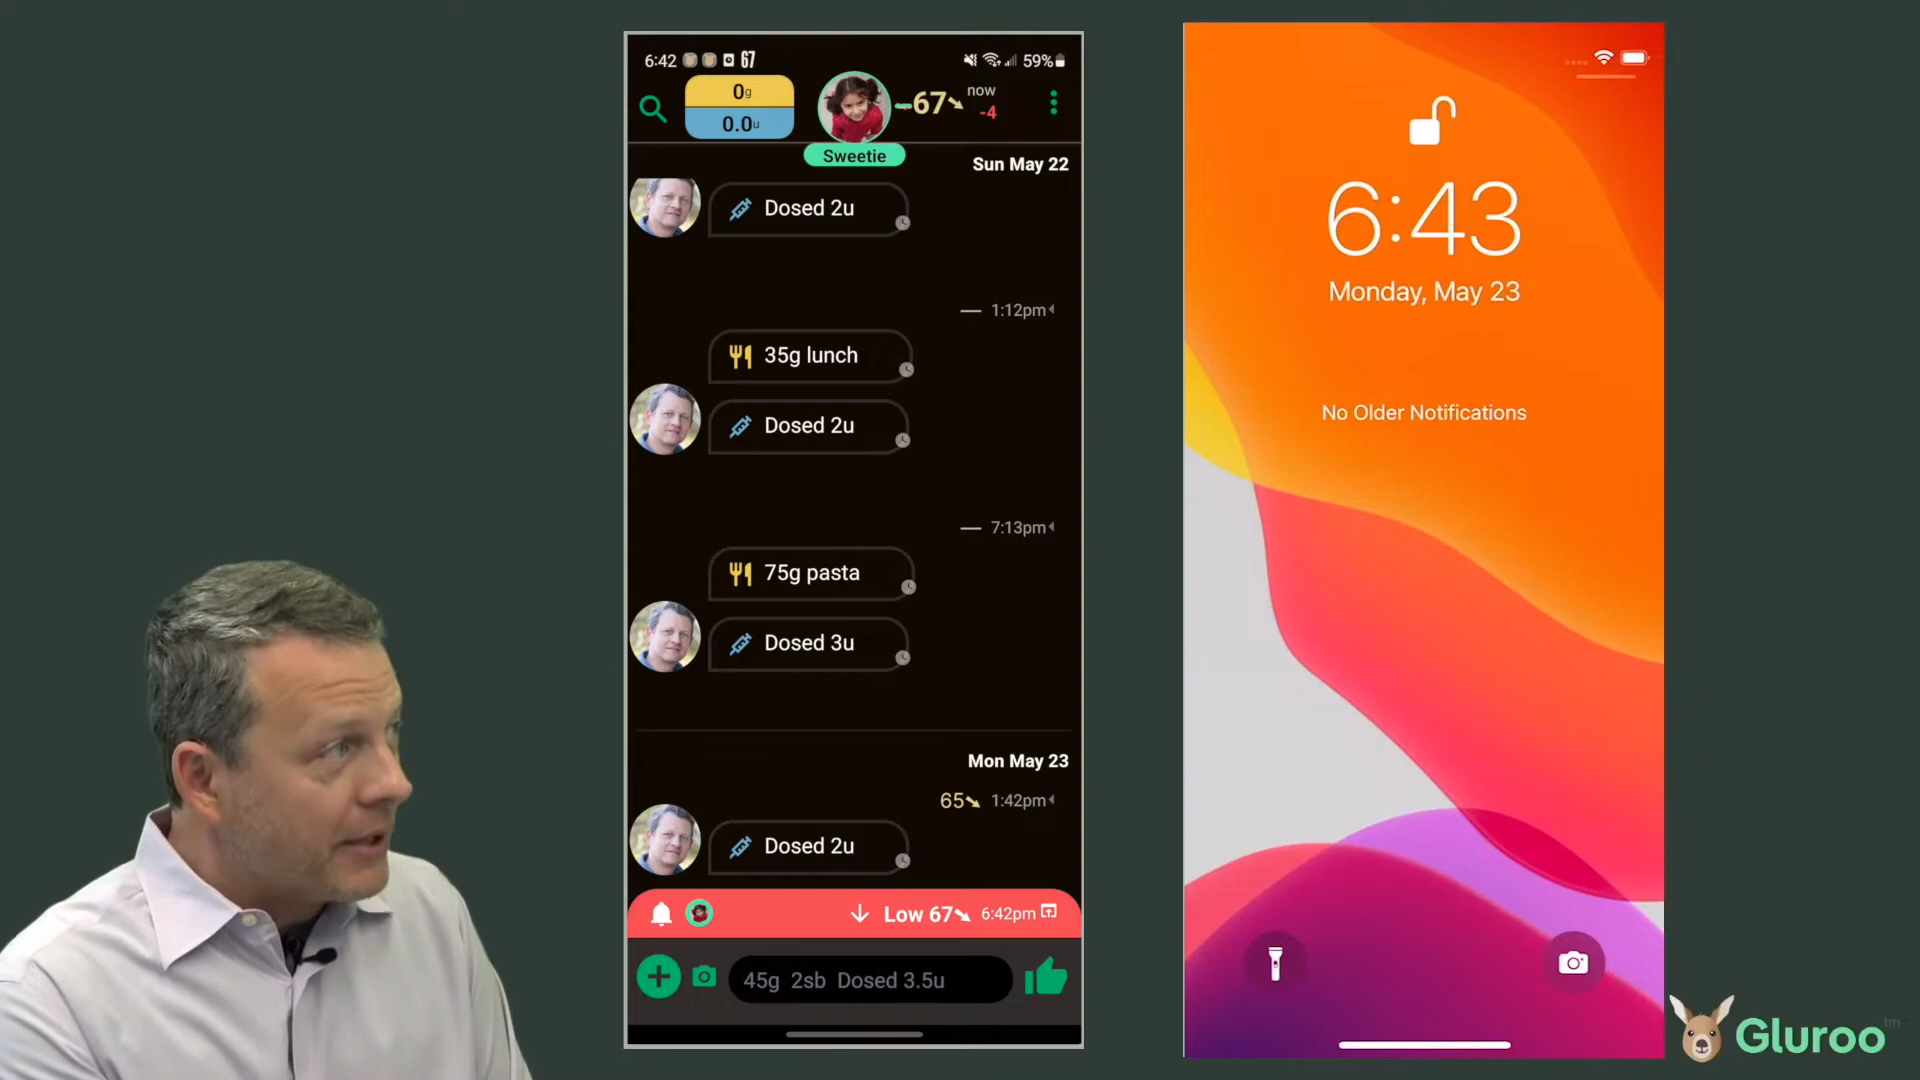 6:42 67 59%
0g
0.0u
67 now
-4
Sweetie
Sun May 22
Dosed 2u
1:12pm
35g lunch
Dosed 2u
7:13pm
75g pasta
Dosed 3u
Mon May 23
65 1:42pm
Dosed 2u
Low 67 6:42pm
45g 2sb Dosed 3.5u
6:43
Monday, May 23
No Older Notifications
Gluroo tm